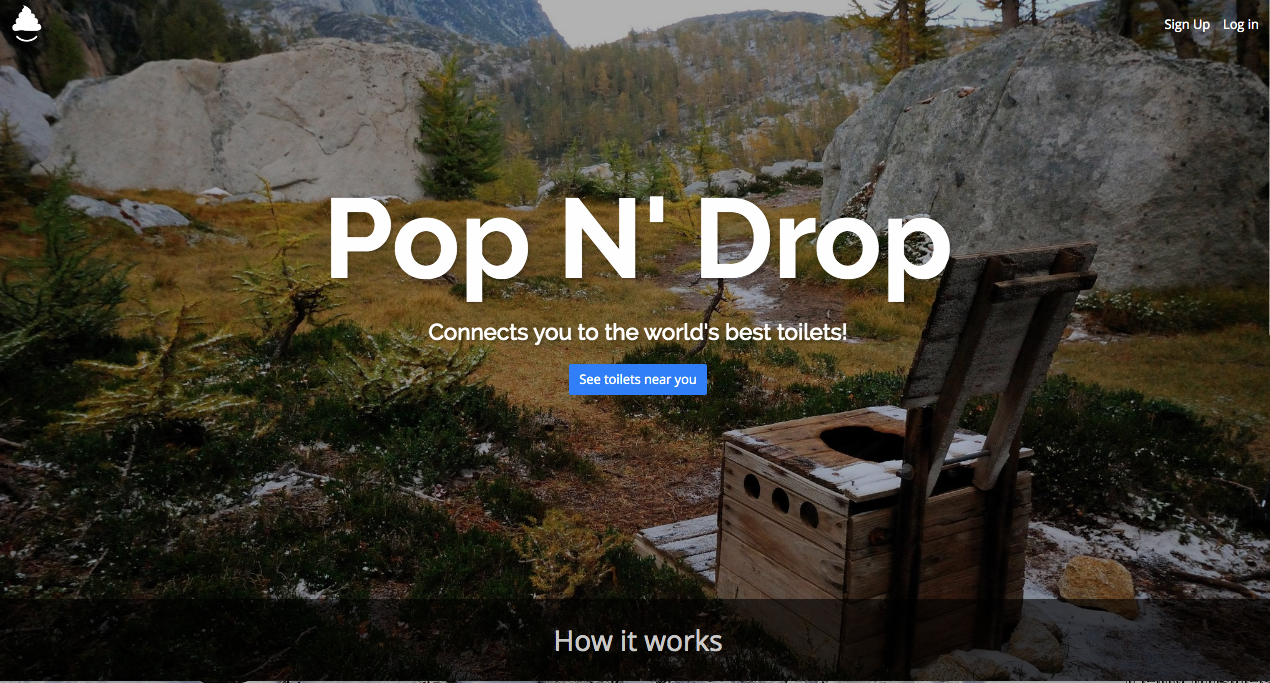 Sign Up Log in
Pop N' Drop
Connects you to the world's best toilets!
See toilets near you
How it works